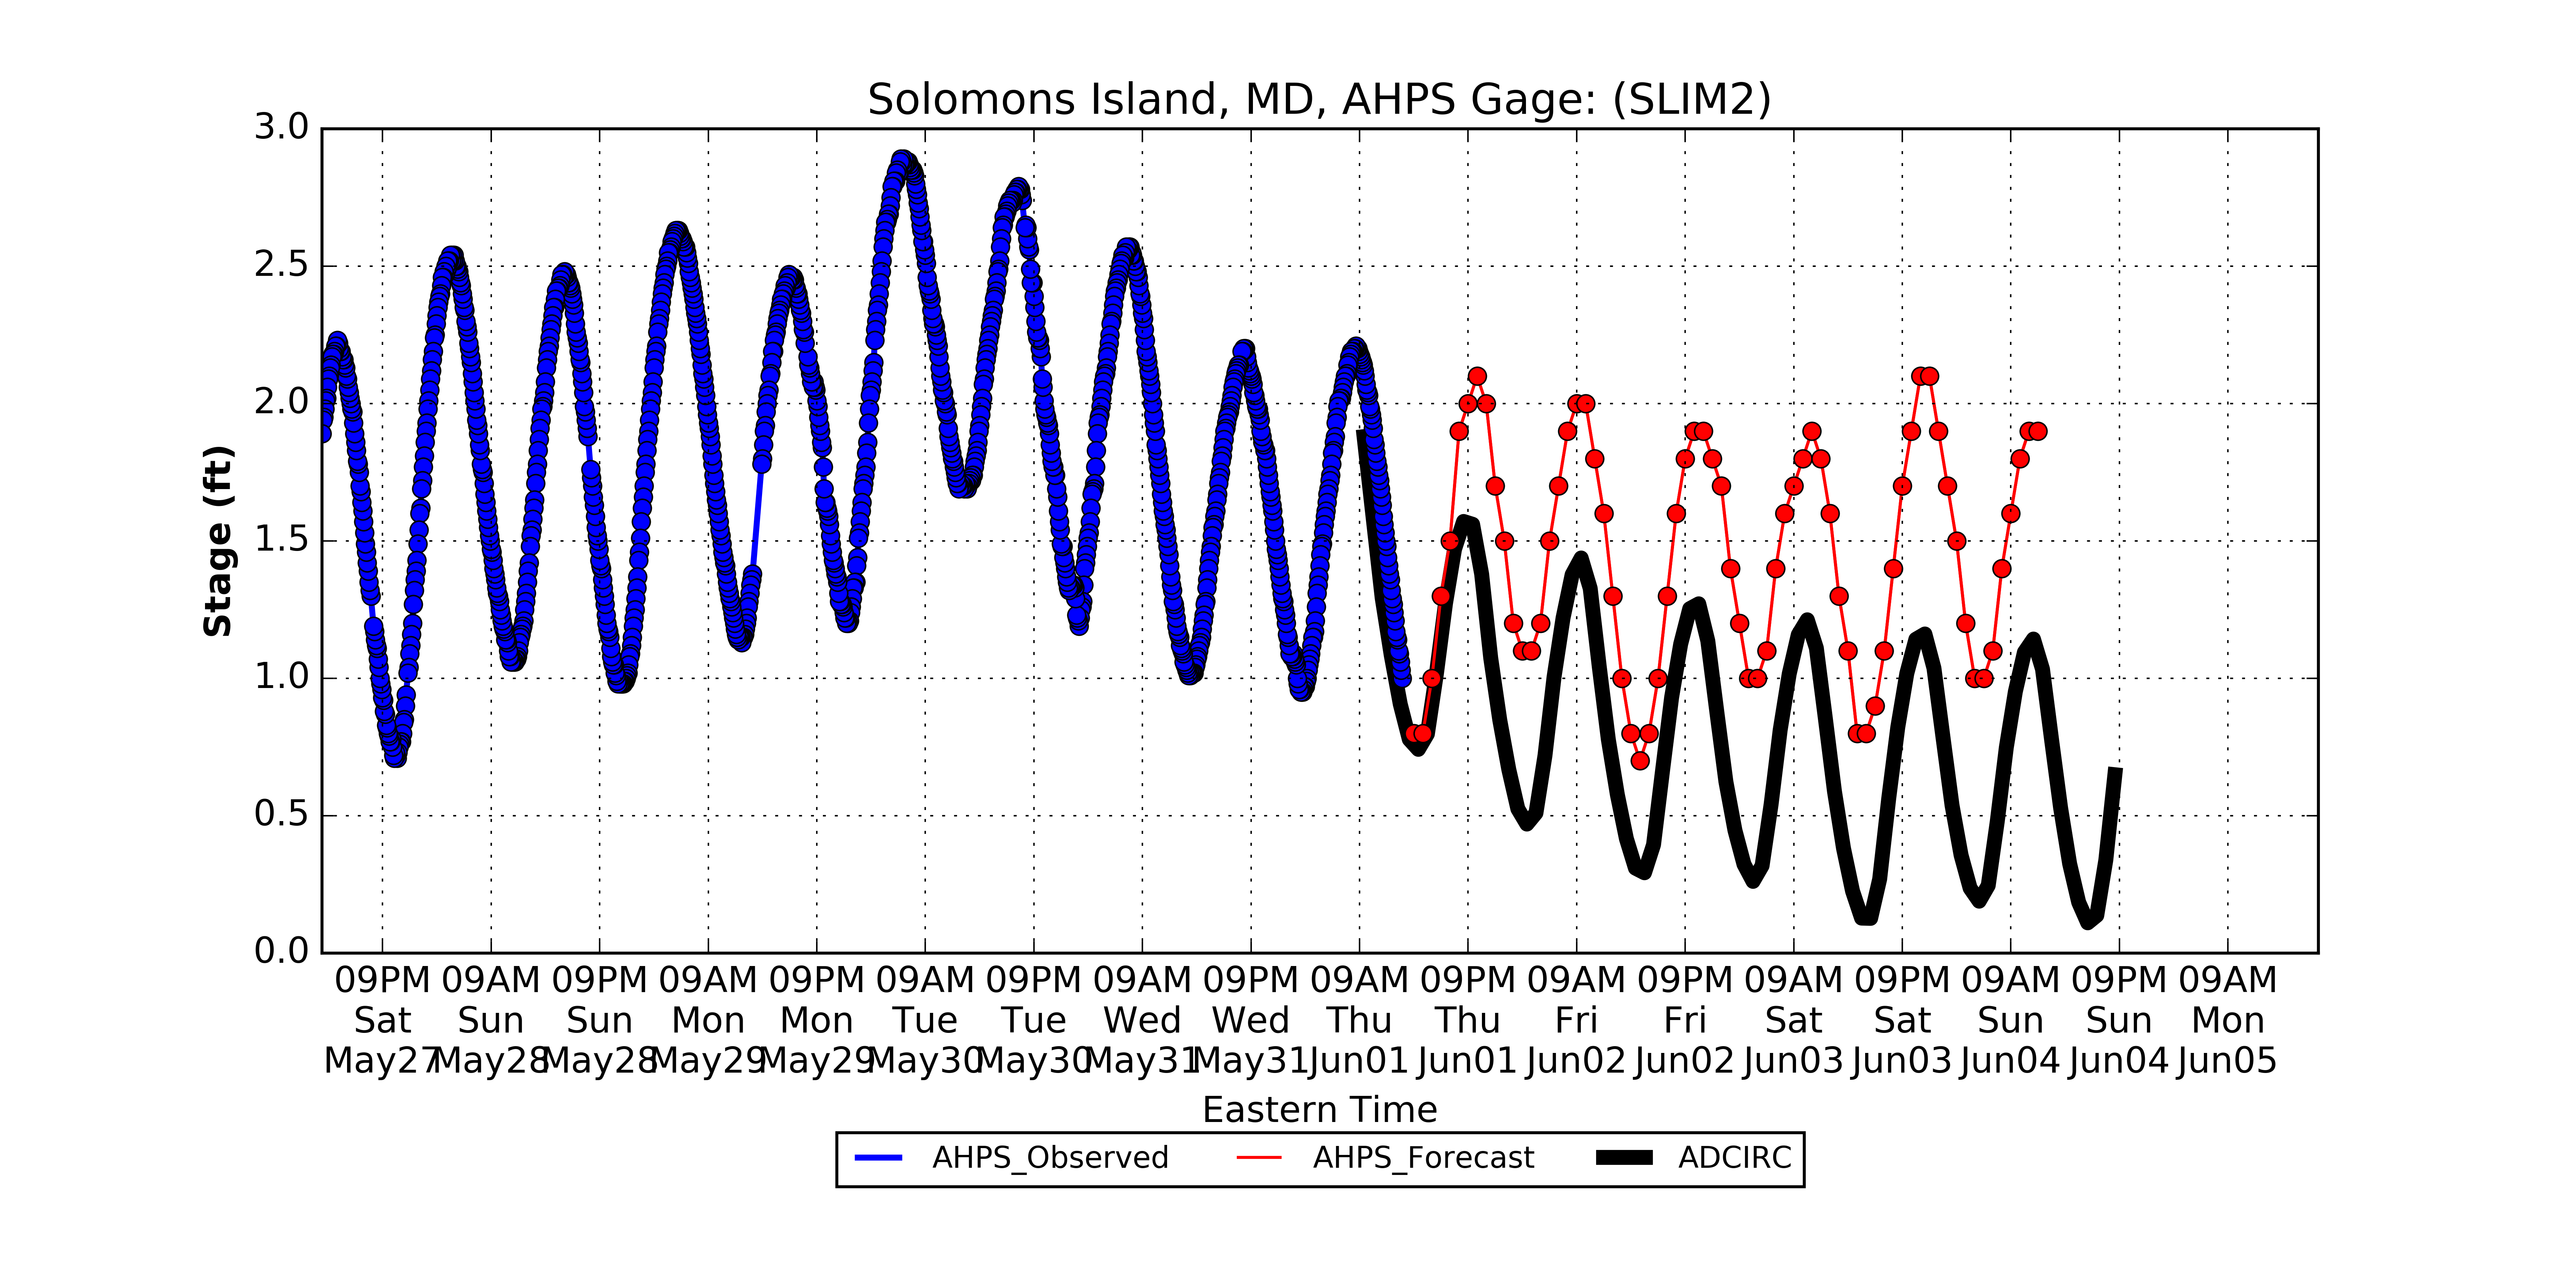 Solomons Island, MD, AHPS Gage: (SLIM2)
3.0
2.5
2.0
1.5
1.0
0.5
0.0
Stage (ft)
09PM 09AM 09PM 09AM 09PM 09AM 09PM 09AM 09PM 09AM 09PM 09AM 09PM 09AM 09PM 09AM 09PM 09AM
Sat Sun Sun Mon Mon Tue Tue Wed Wed Thu Thu Fri Fri Sat Sat Sun Sun Mon
May27 May28 May28 May29 May29 May30 May30 May31 May31 Jun01 Jun01 Jun02 Jun02 Jun03 Jun03 Jun04 Jun04 Jun05
Eastern Time
AHPS_Observed AHPS_Forecast ADCIRC